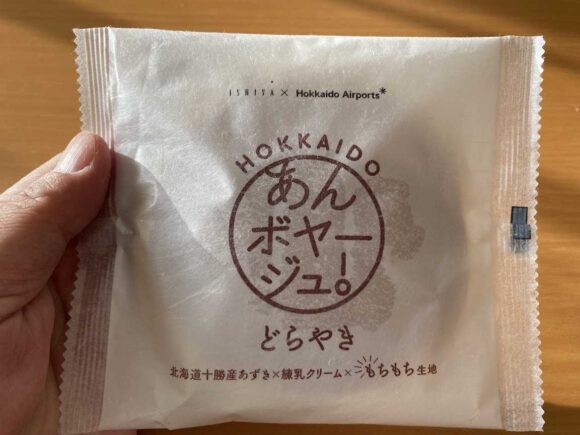 ISHIYA × Hokkaido Airports*
HOKKAIDO
あん
ボヤー
ジュ。
どらやき
北海道十勝産あずき×練乳クリーム×もちもち生地